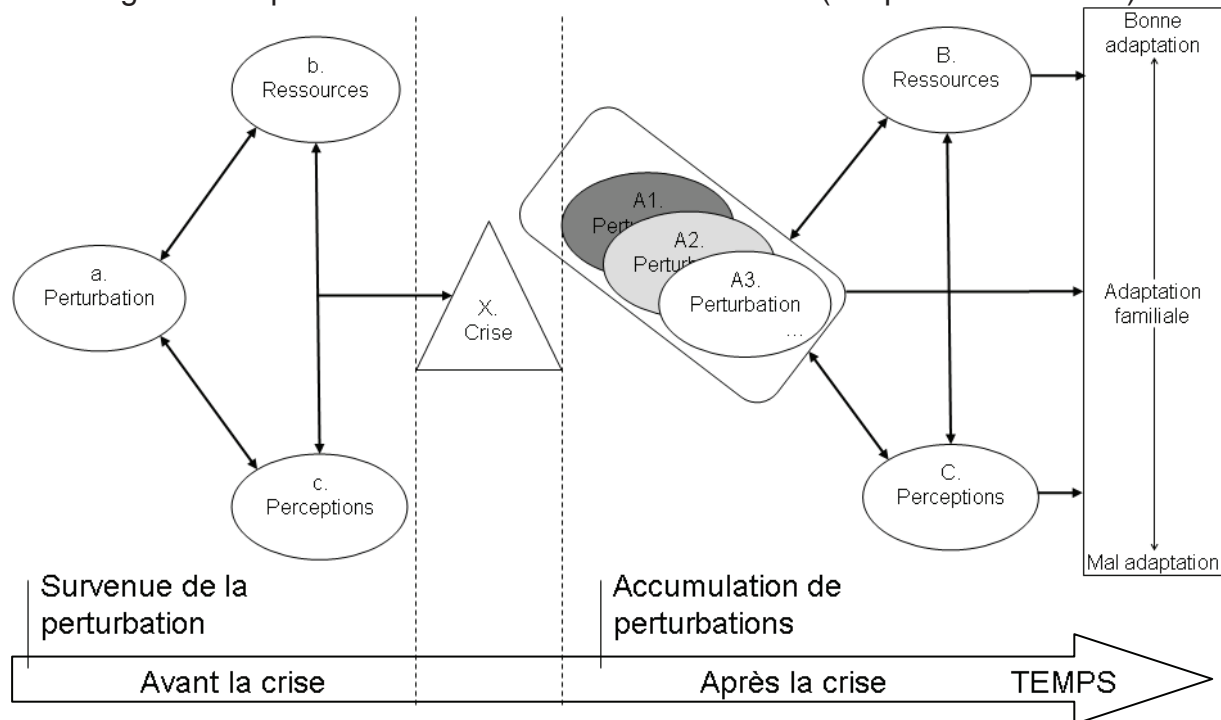 b.
Ressources
a.
Perturbation
c.
Perceptions
X.
Crise
A1.
A2.
A3.
Perturbation
...
B.
Ressources
C.
Perceptions
Bonne
adaptation
Adaptation
familiale
Mal adaptation
Survenue de la
perturbation
Accumulation de
perturbations
Avant la crise
Après la crise
TEMPS